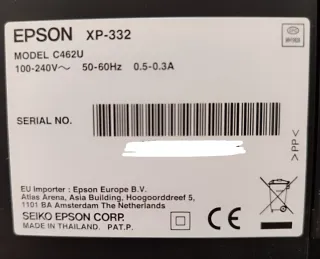 EPSON XP-332
MODEL C462U
100-240V~ 50-60Hz 0.5-0.3A
SERIAL NO.
EU Importer : Epson Europe B.V.
Atlas Arena, Asia Building, Hoogoorddreef 5,
1101 BA Amsterdam The Netherlands
SEIKO EPSON CORP.
MADE IN THAILAND. PAT.P.
CE
>PP<